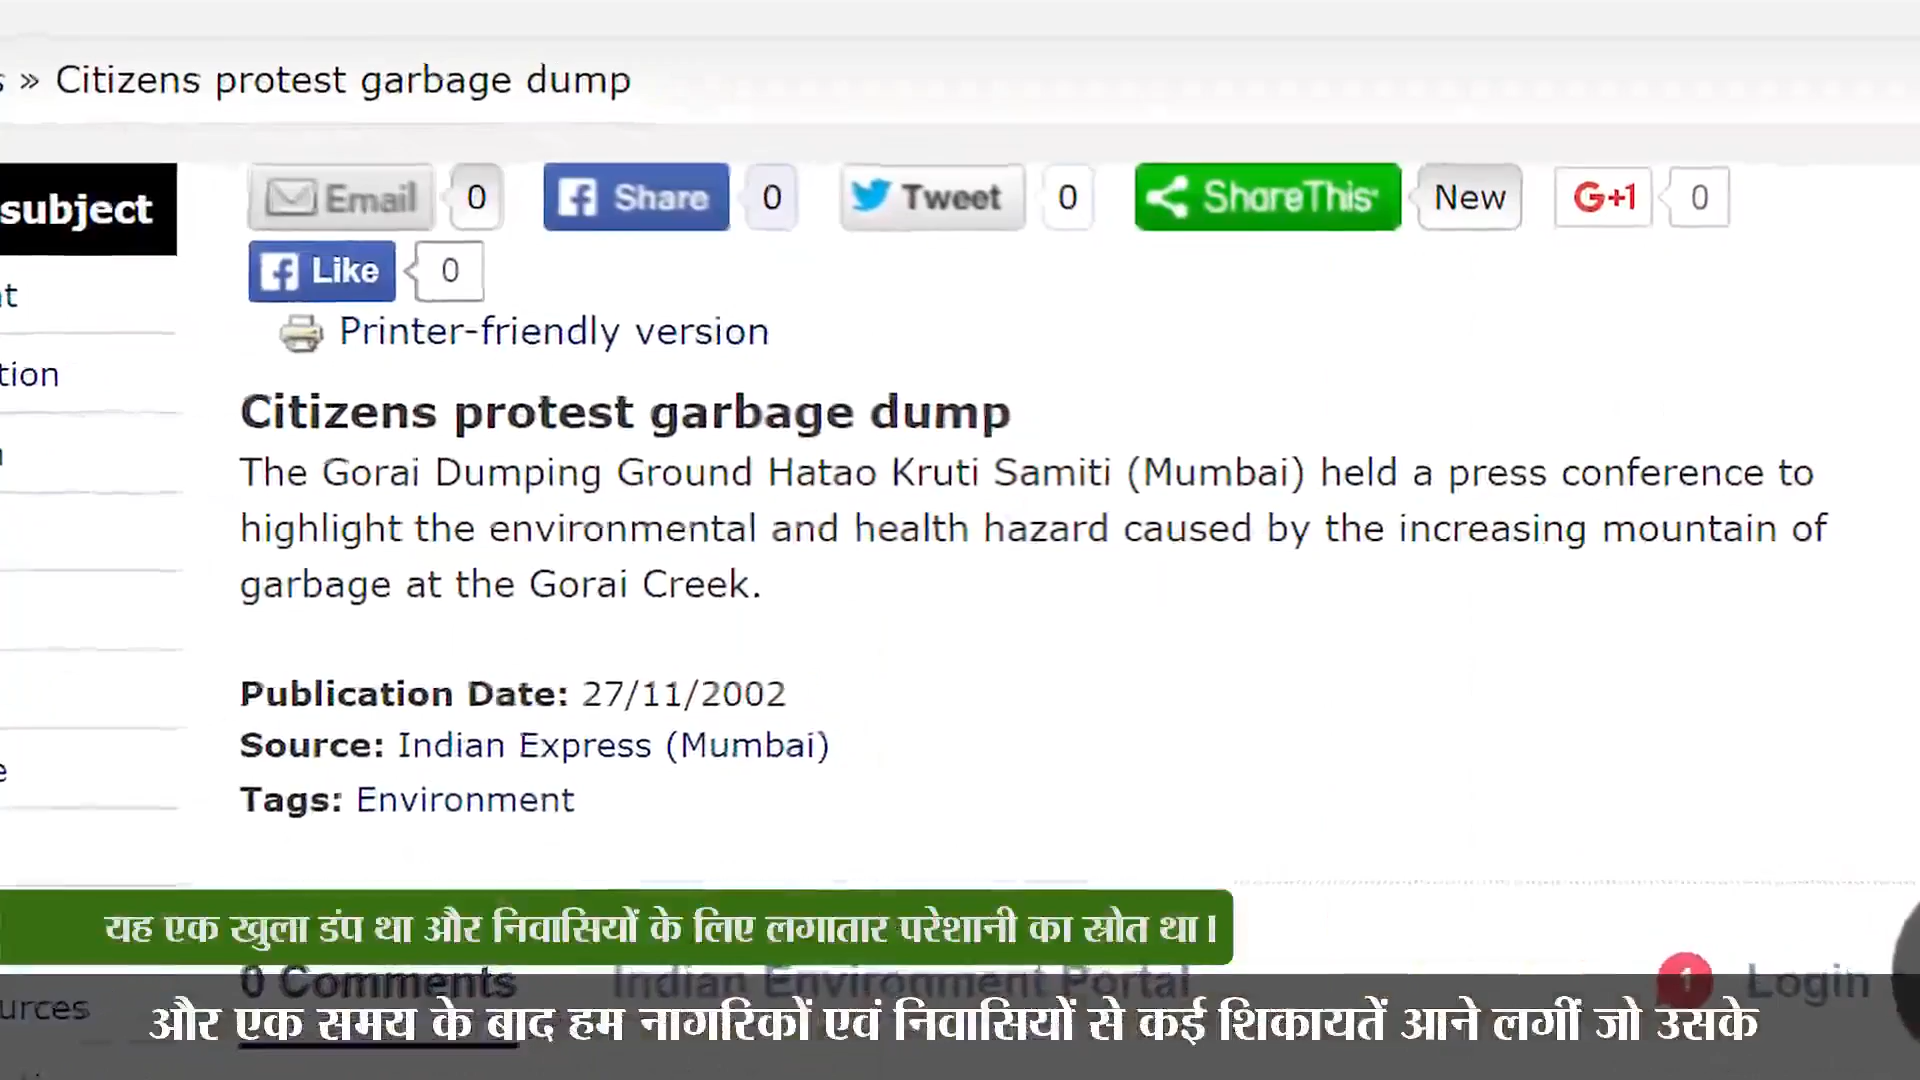 » Citizens protest garbage dump
subject
Email 0 Share 0 Tweet 0 ShareThis New G+1 0
Like 0
Printer-friendly version
tion
Citizens protest garbage dump
The Gorai Dumping Ground Hatao Kruti Samiti (Mumbai) held a press conference to
highlight the environmental and health hazard caused by the increasing mountain of
garbage at the Gorai Creek.
Publication Date: 27/11/2002
Source: Indian Express (Mumbai)
Tags: Environment
यह एक खुला डंप था और निवासियों के लिए लगातार परेशानी का स्रोत था।
0 Comments Indian Environment Portal 1 Login
urces
और एक समय के बाद हम नागरिकों एवं निवासियों से कई शिकायतें आने लगीं जो उसके